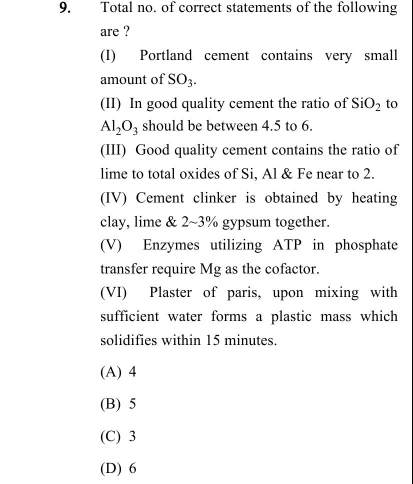 9. Total no. of correct statements of the following
are ?
(I) Portland cement contains very small
amount of SO₃.
(II) In good quality cement the ratio of SiO₂ to
Al₂O₃ should be between 4.5 to 6.
(III) Good quality cement contains the ratio of
lime to total oxides of Si, Al & Fe near to 2.
(IV) Cement clinker is obtained by heating
clay, lime & 2~3% gypsum together.
(V) Enzymes utilizing ATP in phosphate
transfer require Mg as the cofactor.
(VI) Plaster of paris, upon mixing with
sufficient water forms a plastic mass which
solidifies within 15 minutes.
(A) 4
(B) 5
(C) 3
(D) 6